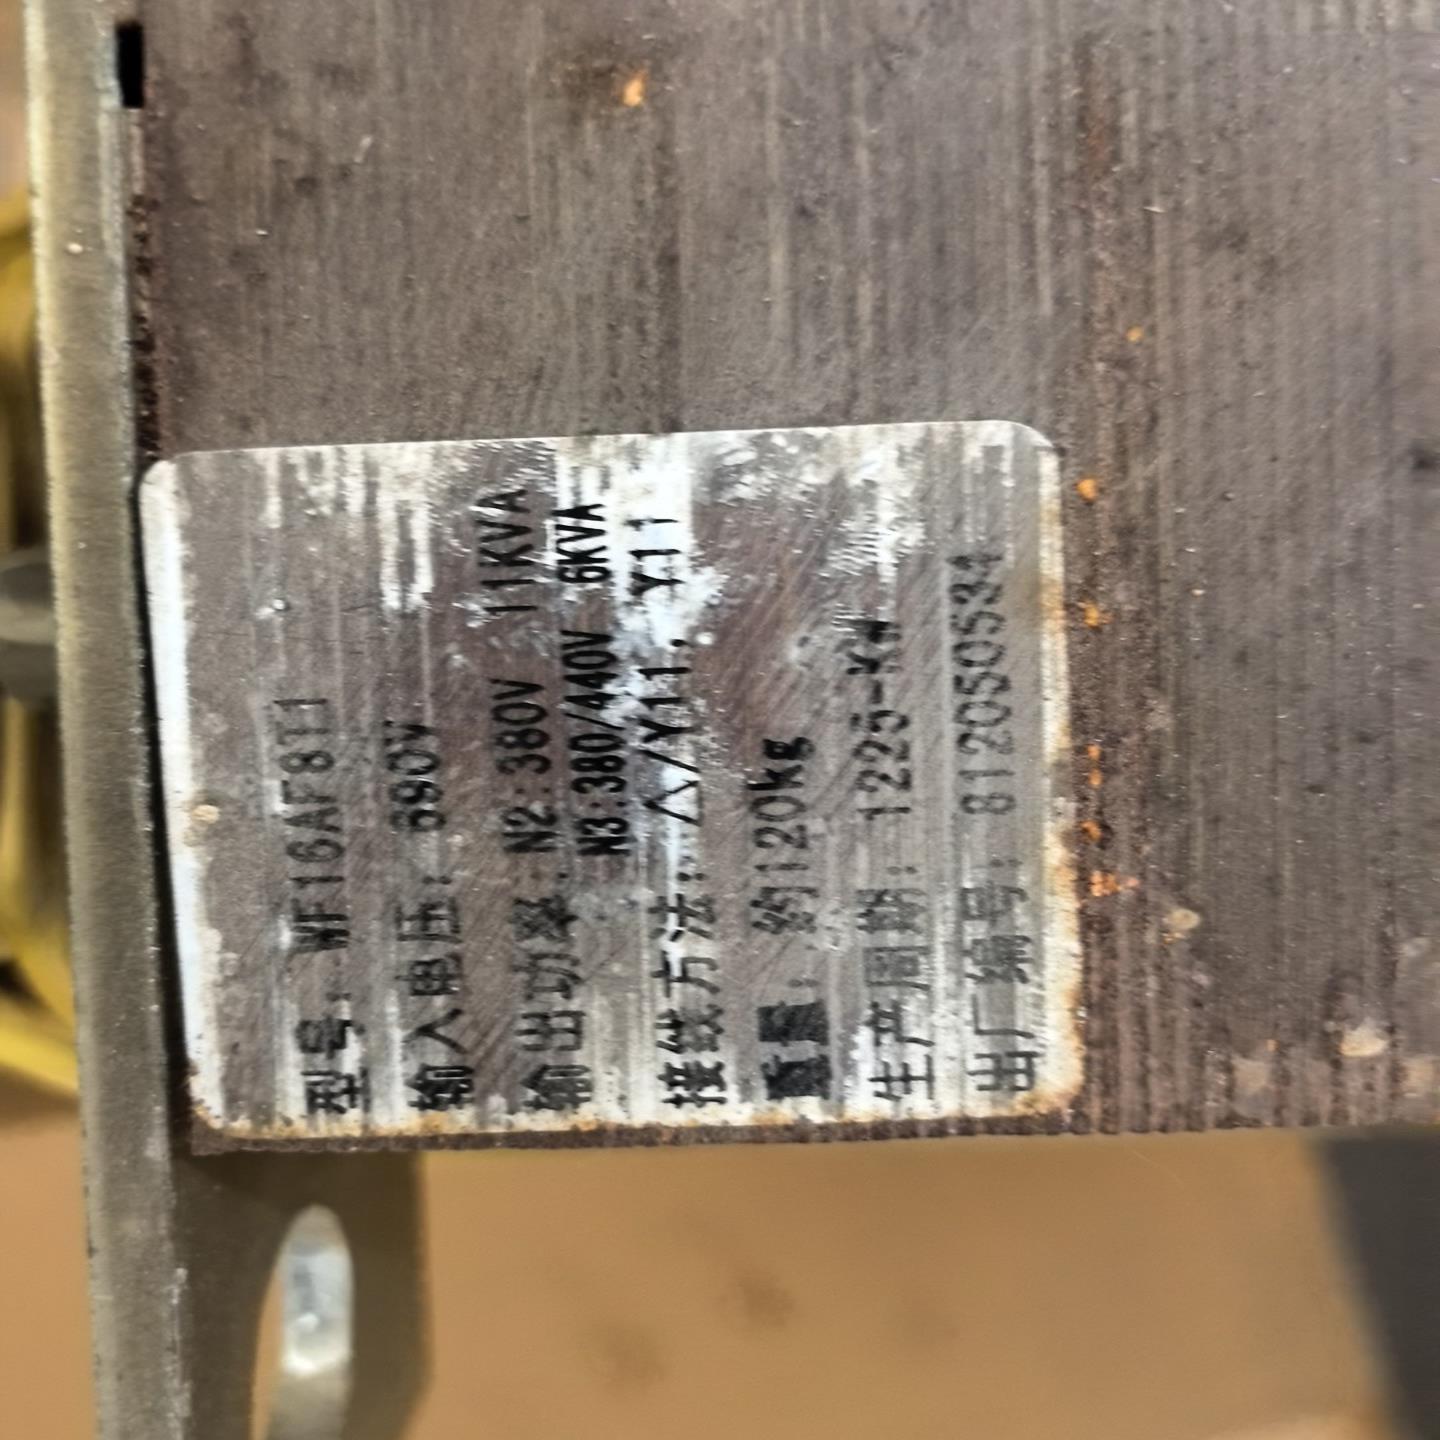 型号：WF16AF8T1
输入电压：690V
输出功率：N2:380V 11KVA
N3:380/440V 6KVA
接线方法：△/Y11，Y11
重量：约120kg
生产周期：1225-KW
出厂编号：812050534